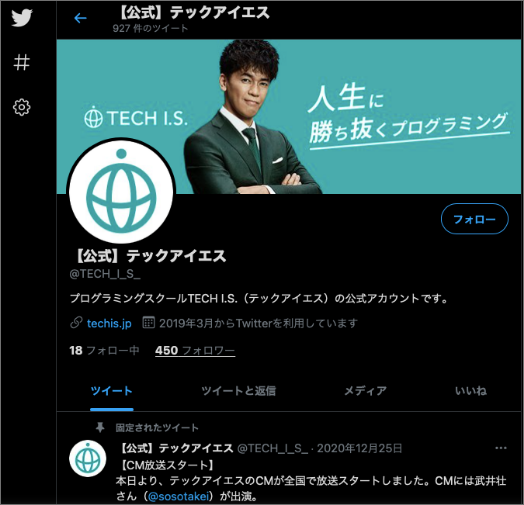 【公式】テックアイエス
927 件のツイート
TECH I.S.
人生に
勝ち抜くプログラミング
フォロー
【公式】テックアイエス
@TECH_I_S_
プログラミングスクールTECH I.S.（テックアイエス）の公式アカウントです。
techis.jp 2019年3月からTwitterを利用しています
18 フォロー中 450 フォロワー
ツイート ツイートと返信 メディア いいね
固定されたツイート
【公式】テックアイエス @TECH_I_S_ · 2020年12月25日
【CM放送スタート】
本日より、テックアイエスのCMが全国で放送スタートしました。CMには武井壮
さん（@sosotakei）が出演。